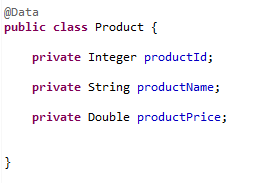 @Data
public class Product {
private Integer productId;
private String productName;
private Double productPrice;
}